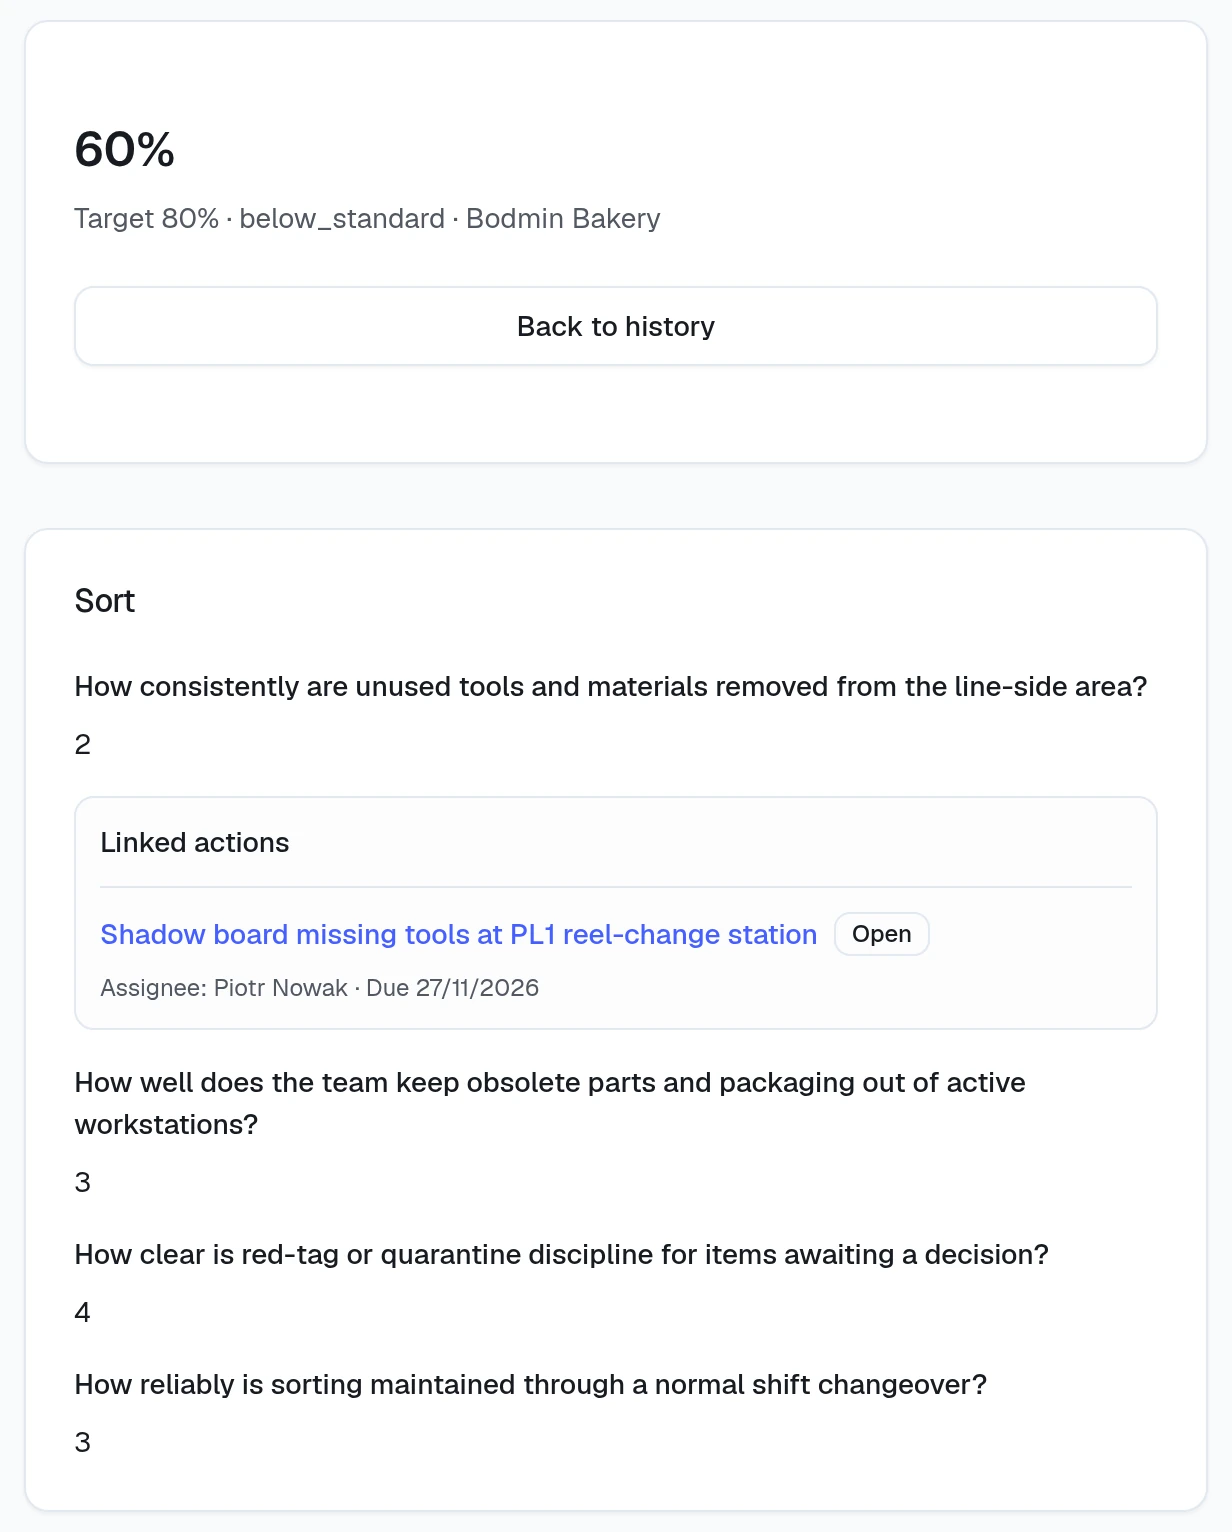 60%
Target 80% · below_standard · Bodmin Bakery
Back to history
Sort
How consistently are unused tools and materials removed from the line-side area?
2
Linked actions
Shadow board missing tools at PL1 reel-change station Open
Assignee: Piotr Nowak · Due 27/11/2026
How well does the team keep obsolete parts and packaging out of active
workstations?
3
How clear is red-tag or quarantine discipline for items awaiting a decision?
4
How reliably is sorting maintained through a normal shift changeover?
3